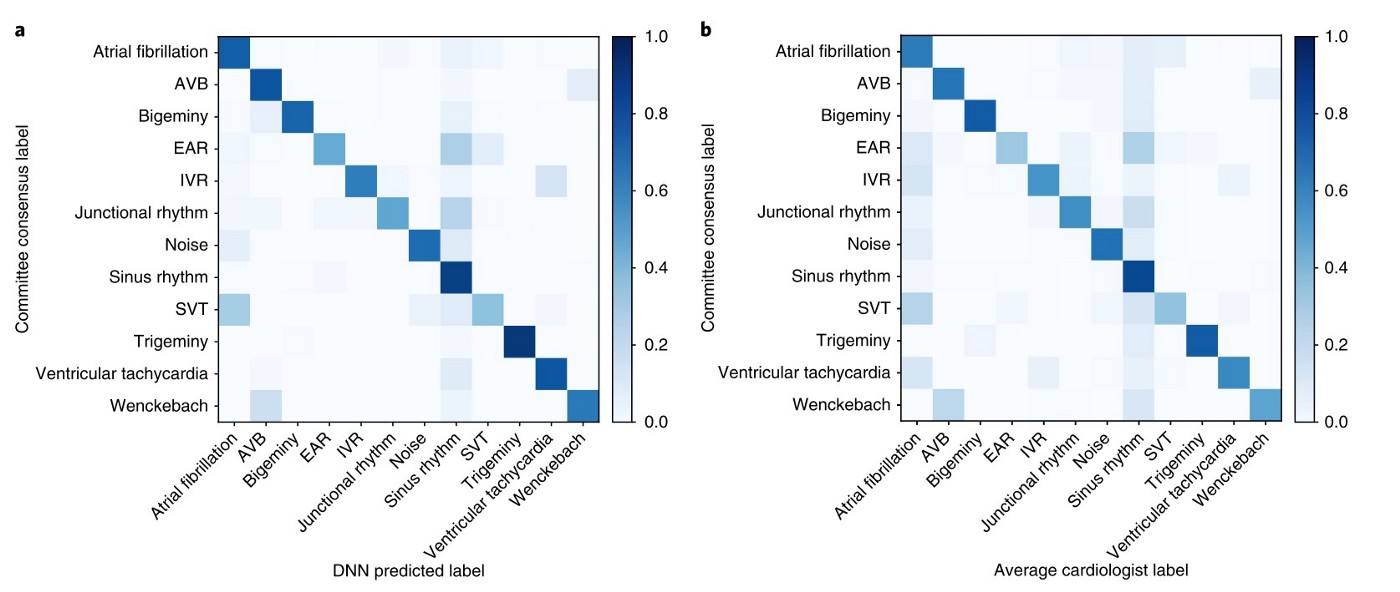 a
Committee consensus label
Atrial fibrillation
AVB
Bigeminy
EAR
IVR
Junctional rhythm
Noise
Sinus rhythm
SVT
Trigeminy
Ventricular tachycardia
Wenckebach
Atrial fibrillation
AVB
Bigeminy
EAR
IVR
Junctional rhythm
Noise
Sinus rhythm
SVT
Trigeminy
Ventricular tachycardia
Wenckebach
DNN predicted label
1.0
0.8
0.6
0.4
0.2
0.0
b
Committee consensus label
Atrial fibrillation
AVB
Bigeminy
EAR
IVR
Junctional rhythm
Noise
Sinus rhythm
SVT
Trigeminy
Ventricular tachycardia
Wenckebach
Atrial fibrillation
AVB
Bigeminy
EAR
IVR
Junctional rhythm
Noise
Sinus rhythm
SVT
Trigeminy
Ventricular tachycardia
Wenckebach
Average cardiologist label
1.0
0.8
0.6
0.4
0.2
0.0